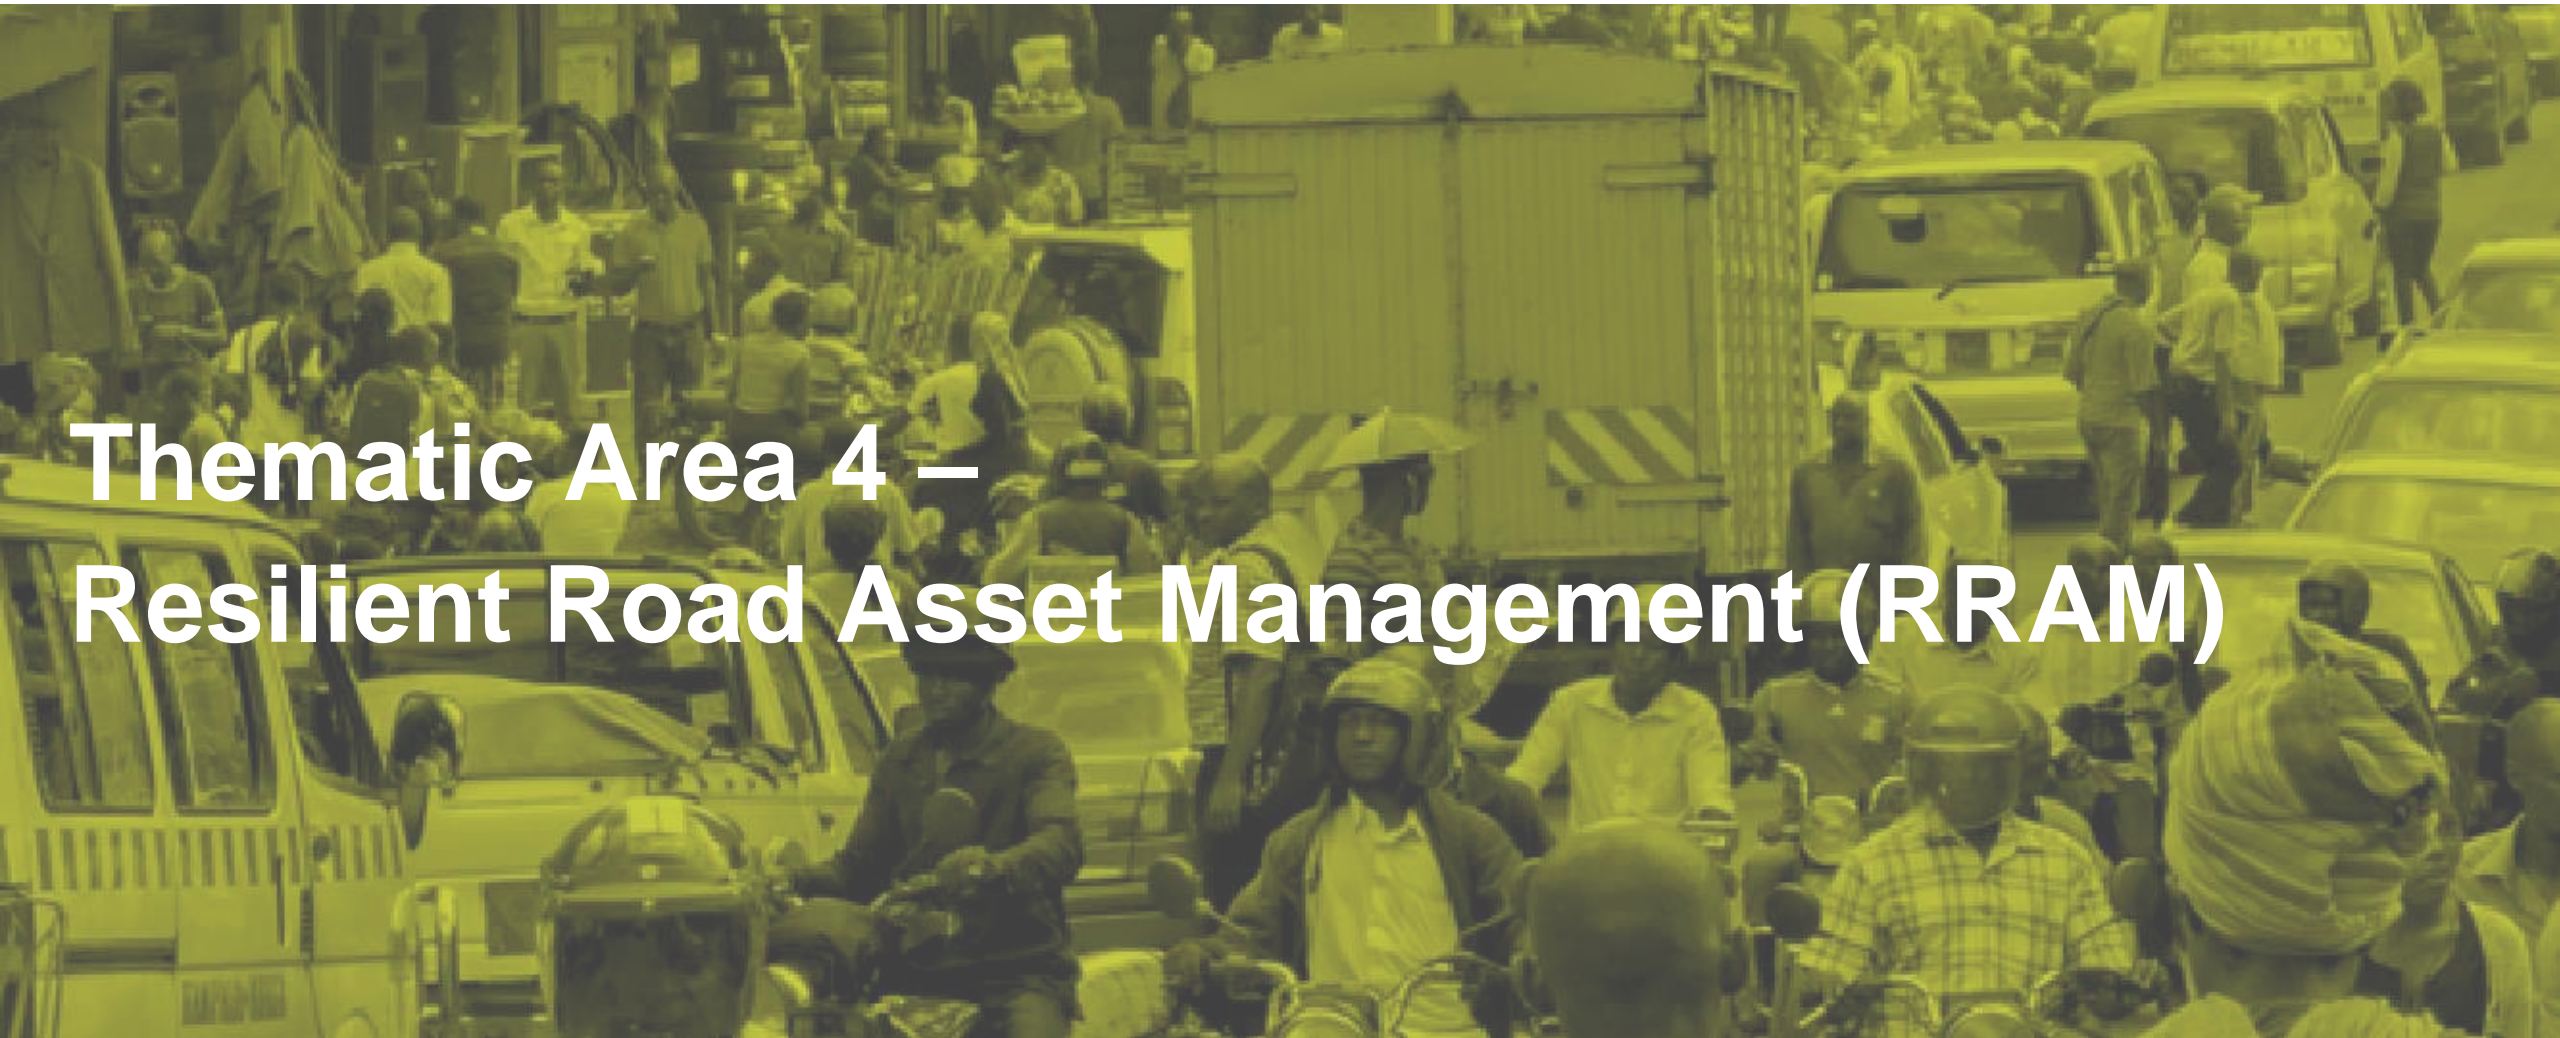 Thematic Area 4 –
Resilient Road Asset Management (RRAM)